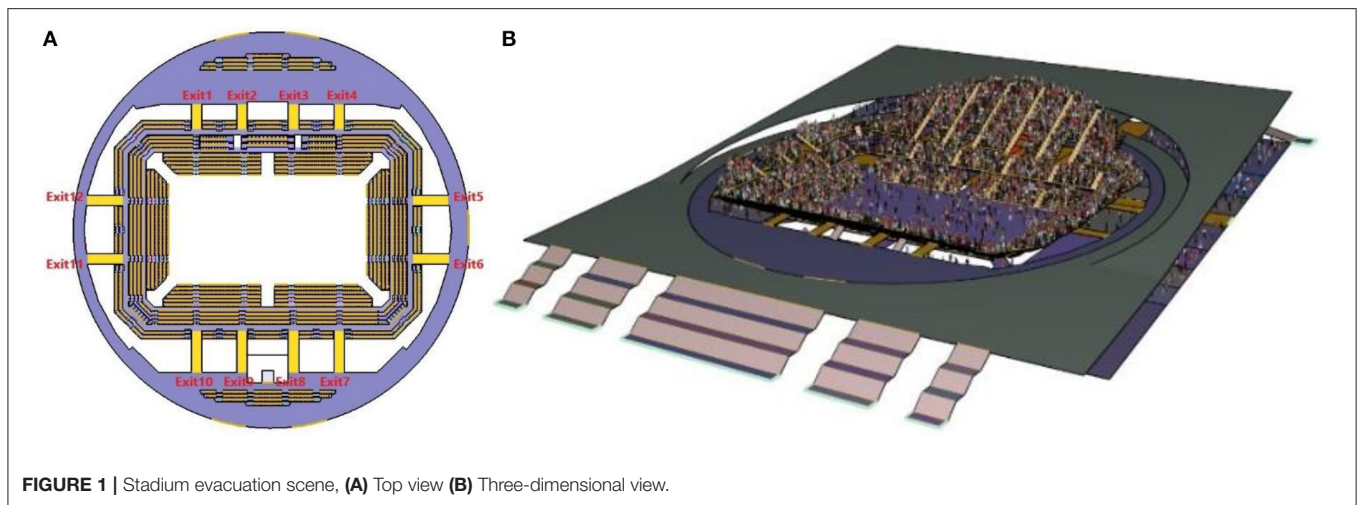 A
B
Exit1 Exit2 Exit3 Exit4
Exit12 Exit5
Exit11 Exit6
Exit10 Exit9 Exit8 Exit7
FIGURE 1 | Stadium evacuation scene, (A) Top view (B) Three-dimensional view.